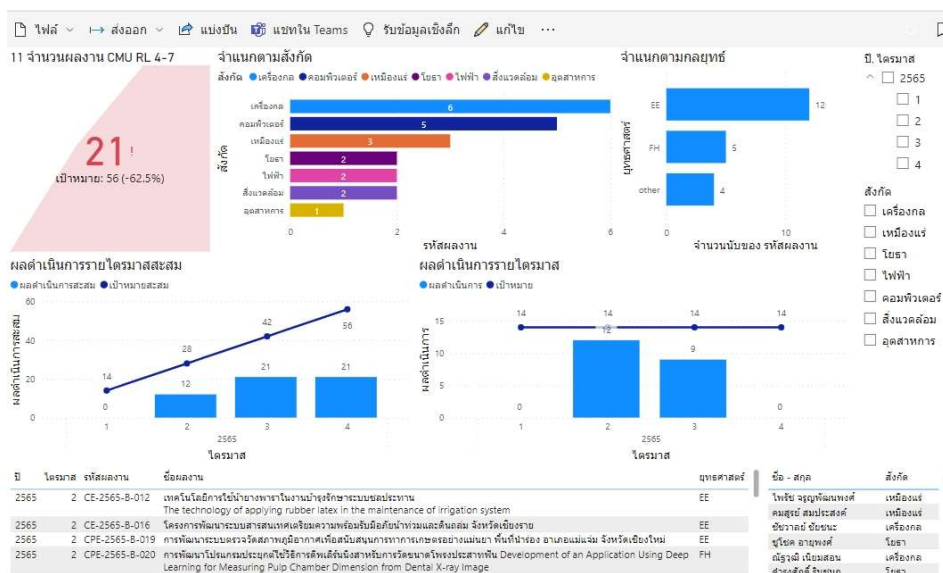 ไฟล์ ส่งออก แบ่งปัน แชทใน Teams รับข้อมูลเชิงลึก แก้ไข ...
11 จำนวนผลงาน CMU RL 4-7
21!
เป้าหมาย: 56 (-62.5%)
จำแนกตามสังกัด
สังกัด เครื่องกล คอมพิวเตอร์ เหมืองแร่ โยธา ไฟฟ้า สิ่งแวดล้อม อุตสาหการ
สังกัด
เครื่องกล 6
คอมพิวเตอร์ 5
เหมืองแร่ 3
โยธา 2
ไฟฟ้า 2
สิ่งแวดล้อม 2
อุตสาหการ 1
0 2 4 6
รหัสผลงาน
จำแนกตามกลยุทธ์
ยุทธศาสตร์
EE 12
FH 5
other 4
0 10
จำนวนนับของ รหัสผลงาน
ปี, ไตรมาส
2565
1
2
3
4
สังกัด
เครื่องกล
เหมืองแร่
โยธา
ไฟฟ้า
คอมพิวเตอร์
สิ่งแวดล้อม
อุตสาหการ
ผลดำเนินการรายไตรมาสสะสม
ผลดำเนินการสะสม เป้าหมายสะสม
ผลดำเนินการสะสม
60
40
20
0
14 28 42 56
0 12 21 21
1 2 3 4
2565
ไตรมาส
ผลดำเนินการรายไตรมาส
ผลดำเนินการ เป้าหมาย
ผลดำเนินการ
15
10
5
0
14 14 14 14
0 12 9 0
1 2 3 4
2565
ไตรมาส
ปี ไตรมาส รหัสผลงาน ชื่อผลงาน ยุทธศาสตร์
2565 2 CE-2565-B-012 เทคโนโลยีการใช้น้ำยางพาราในงานบำรุงรักษาระบบชลประทาน EE
The technology of applying rubber latex in the maintenance of irrigation system
2565 2 CE-2565-B-016 โครงการพัฒนาระบบสารสนเทศเตรียมความพร้อมรับมือภัยน้ำท่วมและดินถล่ม จังหวัดเชียงราย EE
2565 2 CPE-2565-B-019 การพัฒนาระบบตรวจวัดสภาพภูมิอากาศเพื่อสนับสนุนการทำการเกษตรอย่างแม่นยำ พื้นที่นำร่อง อำเภอแม่แจ่ม จังหวัดเชียงใหม่ EE
2565 2 CPE-2565-B-020 การพัฒนาโปรแกรมประยุกต์ใช้วิธีการดีพเลิร์นนิงสำหรับการวัดขนาดโพรงประสาทฟัน Development of an Application Using Deep FH
Learning for Measuring Pulp Chamber Dimension from Dental X-ray Image
ชื่อ - สกุล สังกัด
ไพรัช จรูญพัฒนพงศ์ เหมืองแร่
คมสูรย์ สมประสงค์ เหมืองแร่
ชัชวาลย์ ชัยชนะ เครื่องกล
ชูโชค อายุพงศ์ โยธา
ณัฐวุฒิ เนียมสอน เครื่องกล